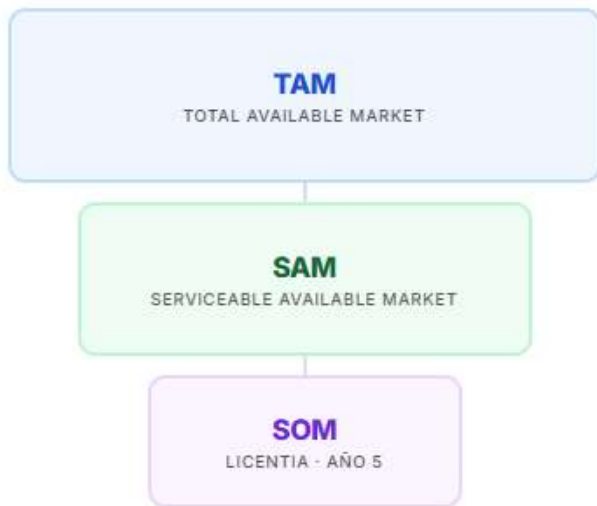 TAM
TOTAL AVAILABLE MARKET
SAM
SERVICEABLE AVAILABLE MARKET
SOM
LICENTIA · AÑO 5